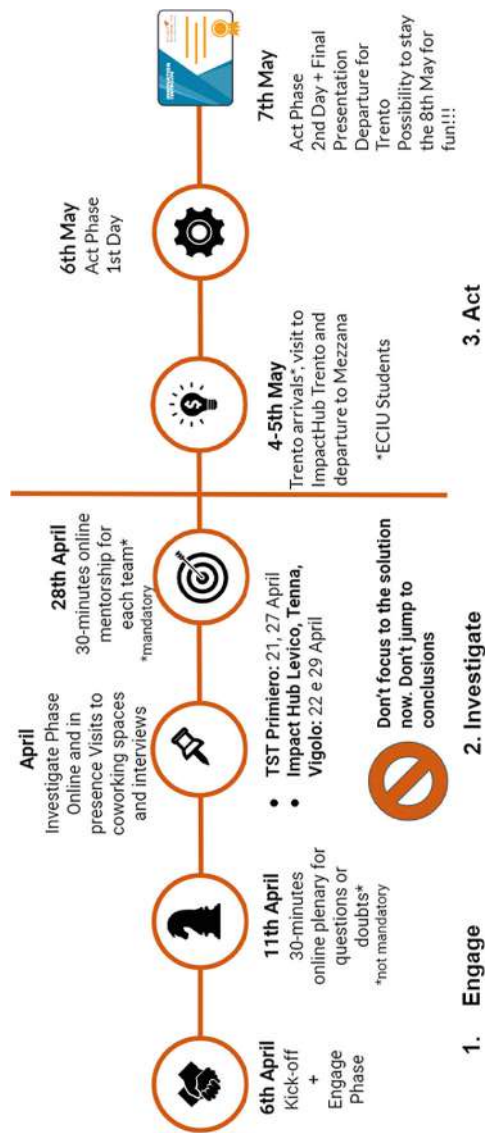 6th April
Kick-off
+
Engage
Phase
11th April
30-minutes
online plenary for
questions or
doubts*
*not mandatory
April
Investigate Phase
Online and in
presence Visits to
coworking spaces
and interviews
TST Primiero: 21, 27 April
Impact Hub Levico, Tenna,
Vigolo: 22 e 29 April
28th April
30-minutes online
mentorship for
each team*
*mandatory
Don't focus to the solution
now. Don't jump to
conclusions
4-5th May
Trento arrivals*, visit to
ImpactHub Trento and
departure to Mezzana
*ECIU Students
6th May
Act Phase
1st Day
7th May
Act Phase
2nd Day + Final
Presentation
Departure for
Trento
Possibility to stay
the 8th May for
fun!!!
1. Engage
2. Investigate
3. Act